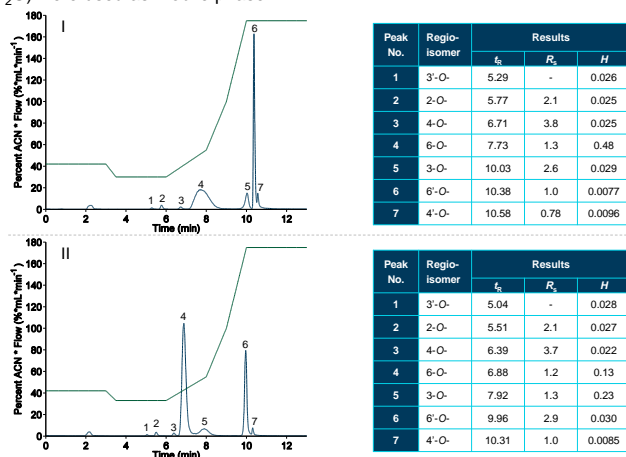 I
Percent ACN * Flow (%*mL*min⁻¹)
180
160
140
120
100
80
60
40
20
0
1 2 3 4 5 6 7
0 2 4 6 8 10 12
Time (min)
Peak No. Regio-isomer Results
tR Rs H
1 3'-O- 5.29 - 0.026
2 2-O- 5.77 2.1 0.025
3 4-O- 6.71 3.8 0.025
4 6-O- 7.73 1.3 0.48
5 3-O- 10.03 2.6 0.029
6 6'-O- 10.38 1.0 0.0077
7 4'-O- 10.58 0.78 0.0096
II
Percent ACN * Flow (%*mL*min⁻¹)
180
160
140
120
100
80
60
40
20
0
1 2 3 4 5 6 7
0 2 4 6 8 10 12
Time (min)
Peak No. Regio-isomer Results
tR Rs H
1 3'-O- 5.04 - 0.028
2 2-O- 5.51 2.1 0.027
3 4-O- 6.39 3.7 0.022
4 6-O- 6.88 1.2 0.13
5 3-O- 7.92 1.3 0.23
6 6'-O- 9.96 2.9 0.030
7 4'-O- 10.31 1.0 0.0085